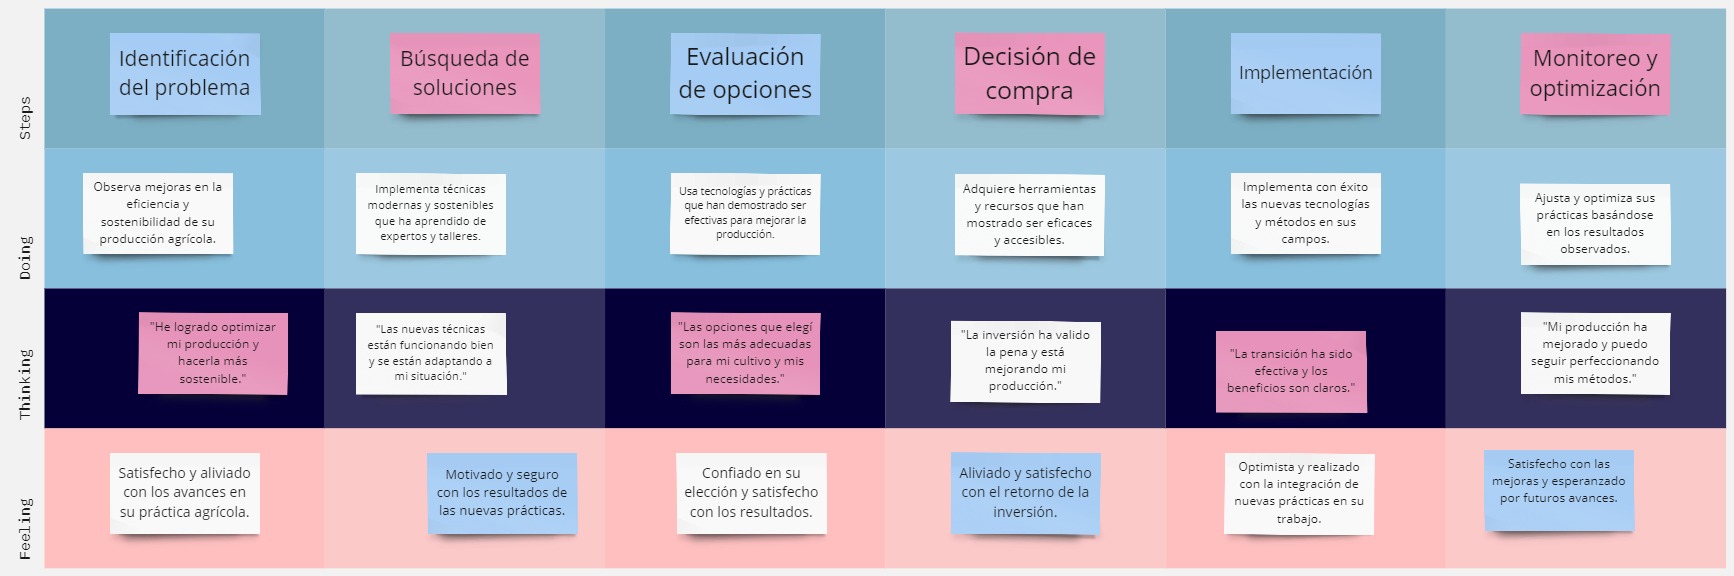 Steps
Identificación
del problema
Búsqueda de
soluciones
Evaluación
de opciones
Decisión de
compra
Implementación
Monitoreo y
optimización
Doing
Observa mejoras en la
eficiencia y
sostenibilidad de su
producción agrícola.
Implementa técnicas
modernas y sostenibles
que ha aprendido de
expertos y talleres.
Usa tecnologías y prácticas
que han demostrado ser
efectivas para mejorar la
producción.
Adquiere herramientas
y recursos que han
mostrado ser eficaces
y accesibles.
Implementa con éxito
las nuevas tecnologías
y métodos en sus
campos.
Ajusta y optimiza sus
prácticas basándose
en los resultados
observados.
Thinking
"He logrado optimizar
mi producción y
hacerla más
sostenible."
"Las nuevas técnicas
están funcionando bien
y se están adaptando a
mi situación."
"Las opciones que elegí
son las más adecuadas
para mi cultivo y mis
necesidades."
"La inversión ha valido
la pena y está
mejorando mi
producción."
"La transición ha sido
efectiva y los
beneficios son claros."
"Mi producción ha
mejorado y puedo
seguir perfeccionando
mis métodos."
Feeling
Satisfecho y aliviado
con los avances en
su práctica agrícola.
Motivado y seguro
con los resultados de
las nuevas prácticas.
Confiado en su
elección y satisfecho
con los resultados.
Aliviado y satisfecho
con el retorno de la
inversión.
Optimista y realizado
con la integración de
nuevas prácticas en su
trabajo.
Satisfecho con las
mejoras y esperanzado
por futuros avances.